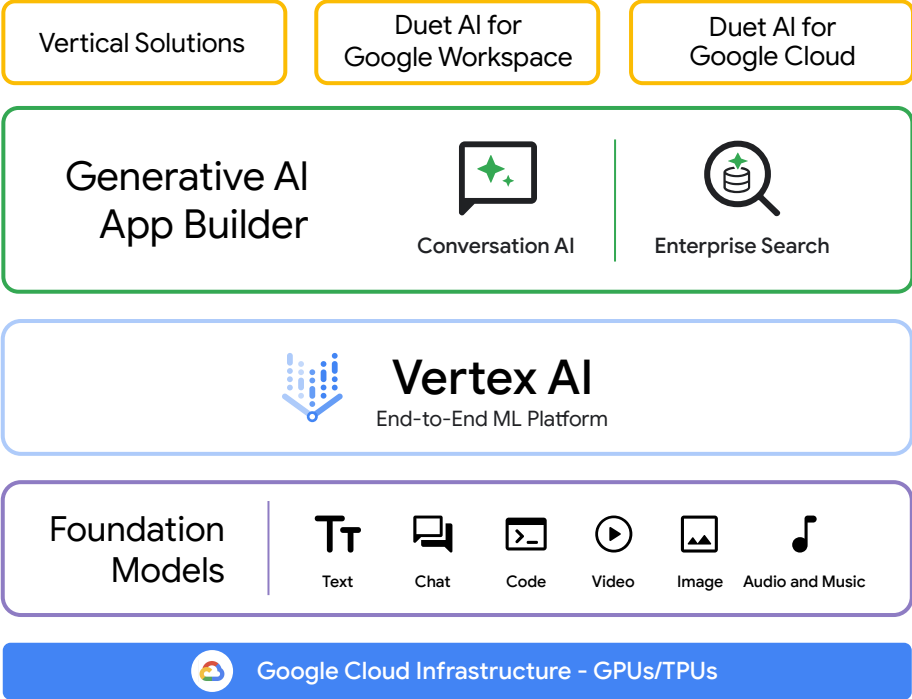 Vertical Solutions
Duet AI for
Google Workspace
Duet AI for
Google Cloud
Generative AI
App Builder
Conversation AI
Enterprise Search
Vertex AI
End-to-End ML Platform
Foundation
Models
Tт
Text
Chat
Code
Video
Image
Audio and Music
Google Cloud Infrastructure - GPUs/TPUs